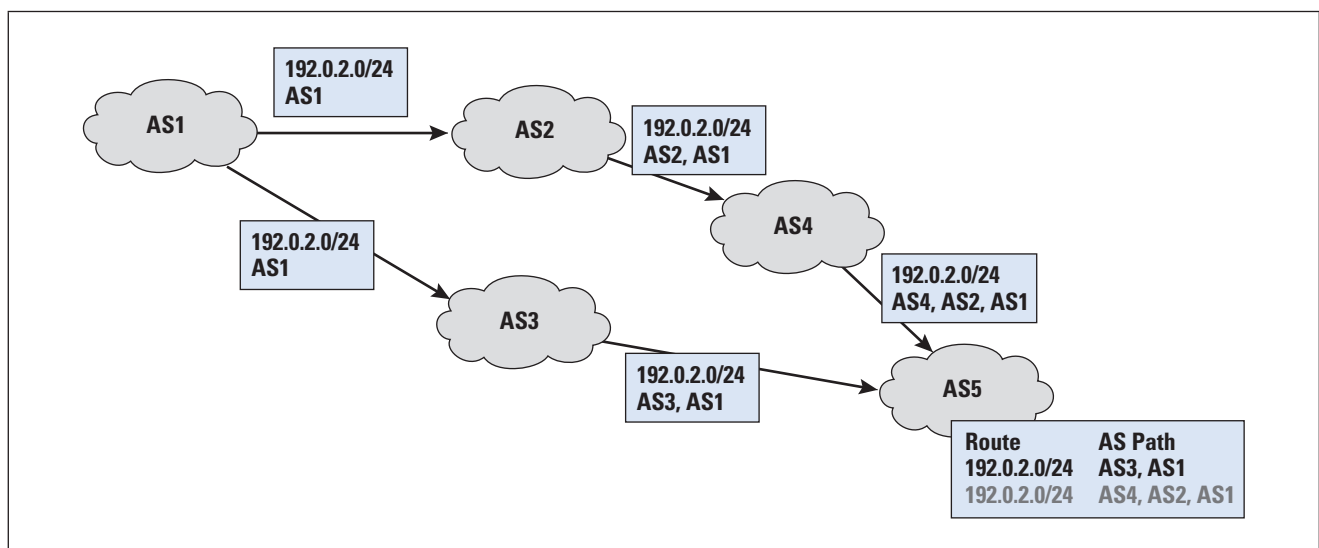 192.0.2.0/24
AS1
AS1
AS2
192.0.2.0/24
AS2, AS1
AS4
192.0.2.0/24
AS1
192.0.2.0/24
AS4, AS2, AS1
AS3
192.0.2.0/24
AS3, AS1
AS5
Route AS Path
192.0.2.0/24 AS3, AS1
192.0.2.0/24 AS4, AS2, AS1